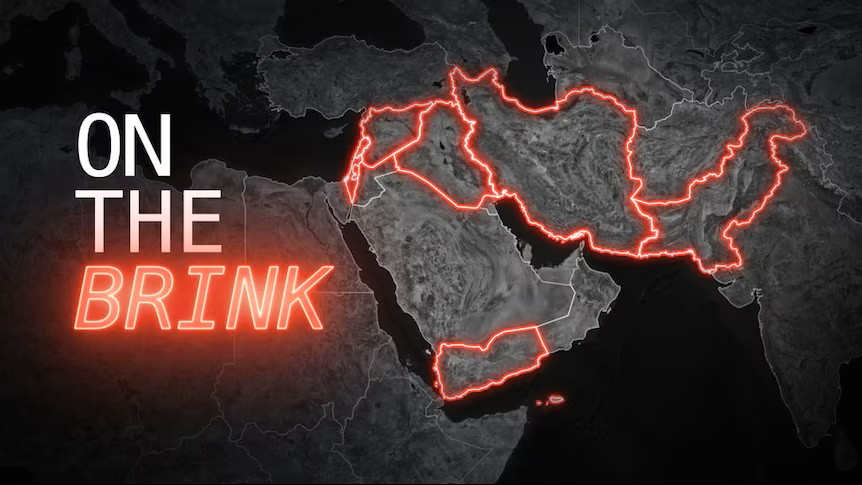 ON
THE
BRINK